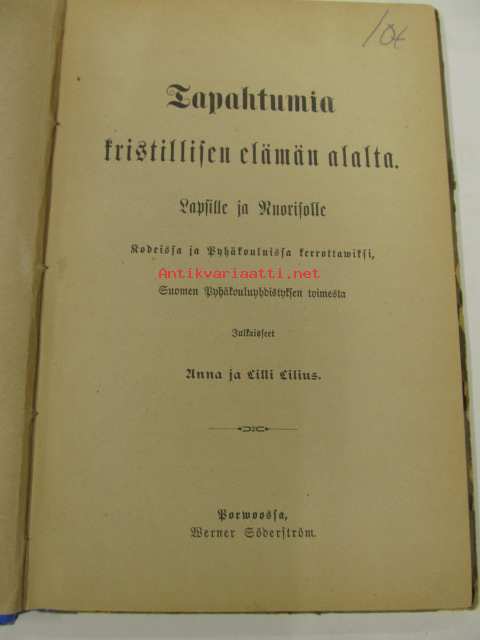 10€
Tapahtumia
kristillisen elämän alalta.
Lapsille ja Nuorisolle
Kodeissa ja Pyhäkouluissa kerrottawiksi,
Antikvariaatti.net
Suomen Pyhäkouluyhdistyksen toimesta
Julkaisseet
Anna ja Lilli Lilius.
Porwoossa,
Werner Söderström.